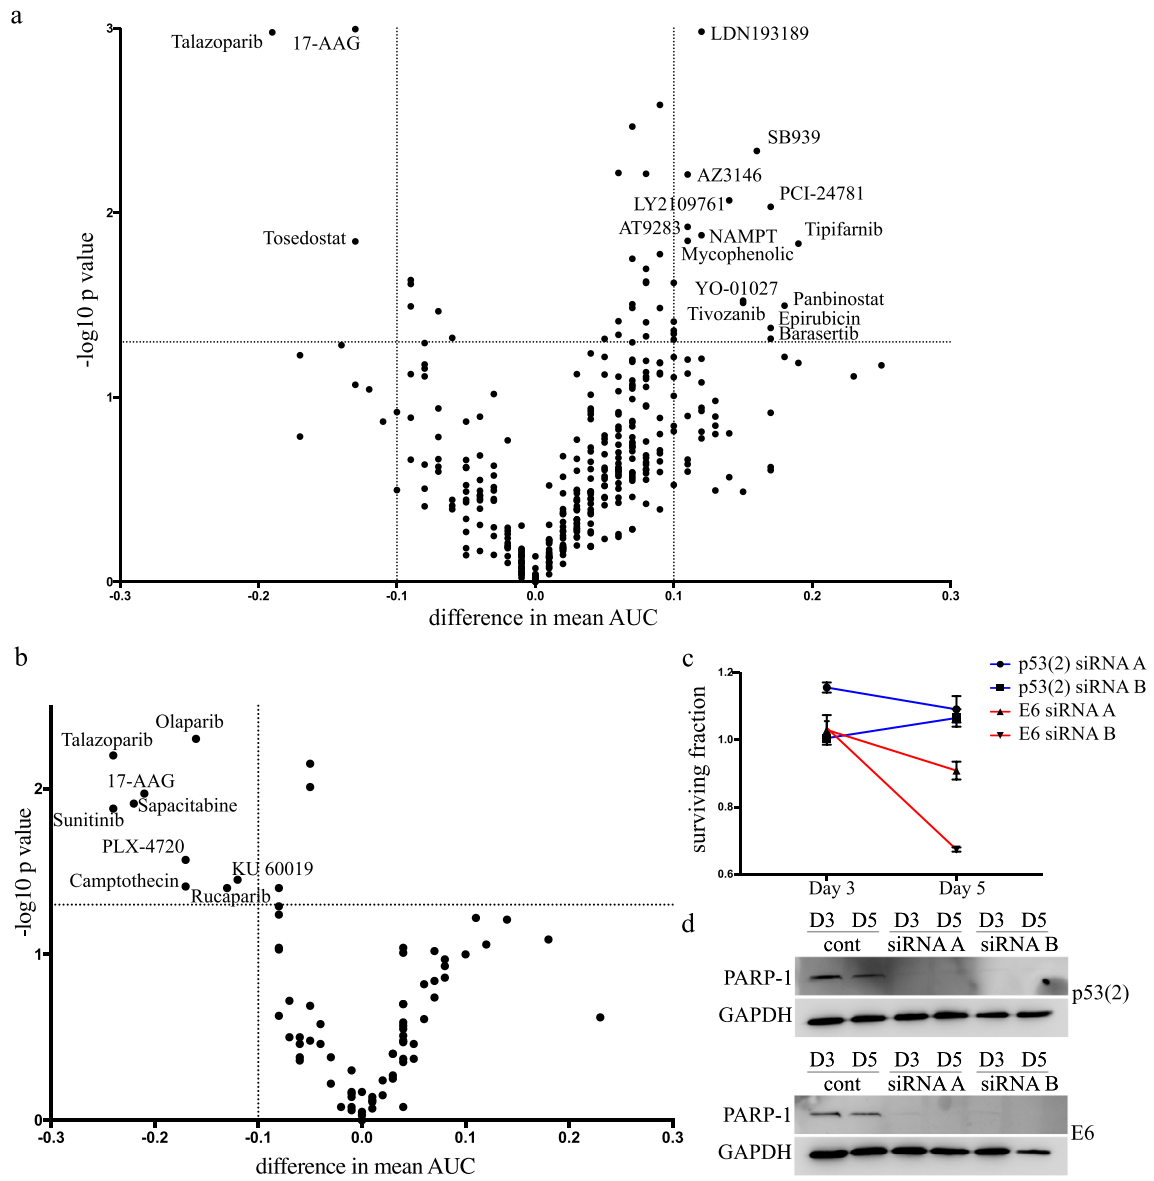 a
3
Talazoparib
17-AAG
LDN193189
SB939
AZ3146
PCI-24781
LY2109761
2
AT9283
NAMPT
Tipifarnib
Tosedostat
Mycophenolic
YO-01027
Panbinostat
Tivozanib
Epirubicin
Barasertib
-log10 p value
1
0
-0.3 -0.2 -0.1 0.0 0.1 0.2 0.3
difference in mean AUC
b
Olaparib
Talazoparib
17-AAG
2
Sapacitabine
Sunitinib
PLX-4720
KU 60019
Camptothecin
Rucaparib
-log10 p value
1
0
-0.3 -0.2 -0.1 0.0 0.1 0.2 0.3
difference in mean AUC
c
p53(2) siRNA A
p53(2) siRNA B
E6 siRNA A
E6 siRNA B
1.2
1.0
0.8
0.6
surviving fraction
Day 3 Day 5
d
D3 D5 D3 D5 D3 D5
cont siRNA A siRNA B
PARP-1
p53(2)
GAPDH
D3 D5 D3 D5 D3 D5
cont siRNA A siRNA B
PARP-1
E6
GAPDH